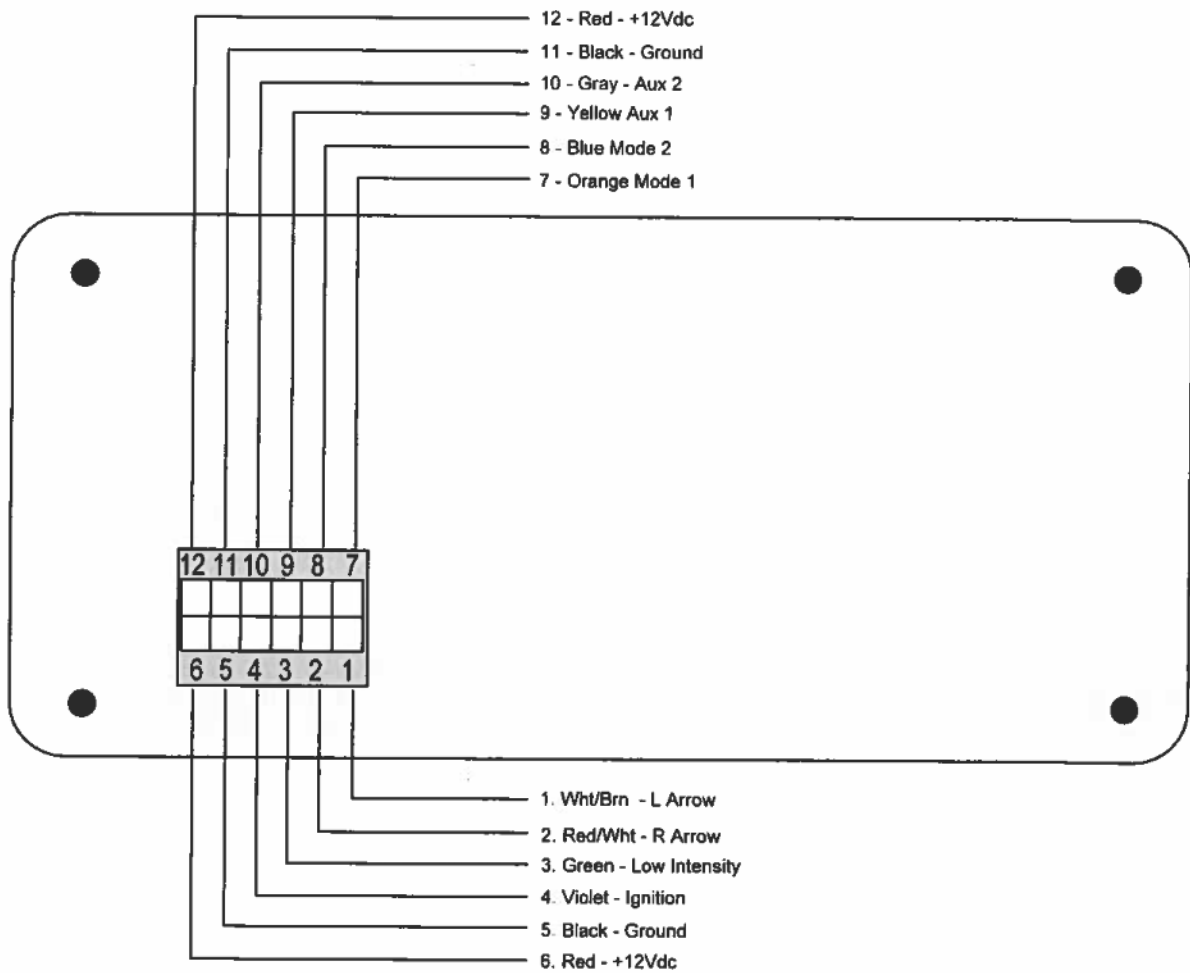 12 - Red - +12Vdc
11 - Black - Ground
10 - Gray - Aux 2
9 - Yellow Aux 1
8 - Blue Mode 2
7 - Orange Mode 1
12 11 10 9 8 7
6 5 4 3 2 1
1. Wht/Brn - L Arrow
2. Red/Wht - R Arrow
3. Green - Low Intensity
4. Violet - Ignition
5. Black - Ground
6. Red - +12Vdc